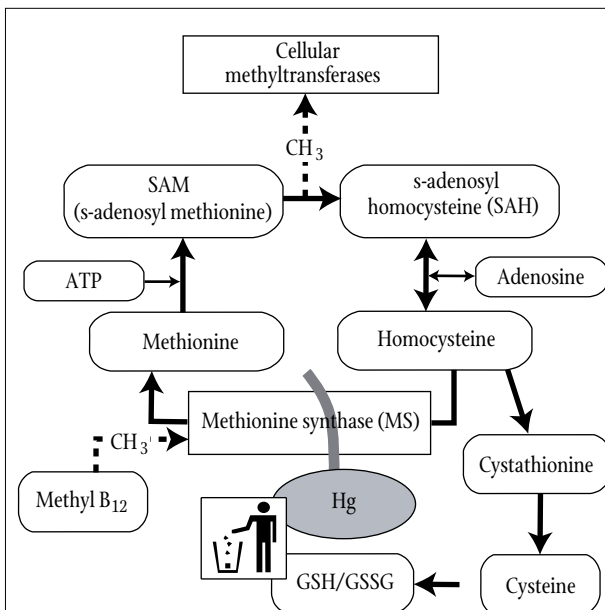 Cellular
methyltransferases
CH₃
SAM
(s-adenosyl methionine)
s-adenosyl
homocysteine (SAH)
ATP
Adenosine
Methionine
Homocysteine
Methionine synthase (MS)
CH₃
Cystathionine
Methyl B₁₂
Hg
GSH/GSSG
Cysteine